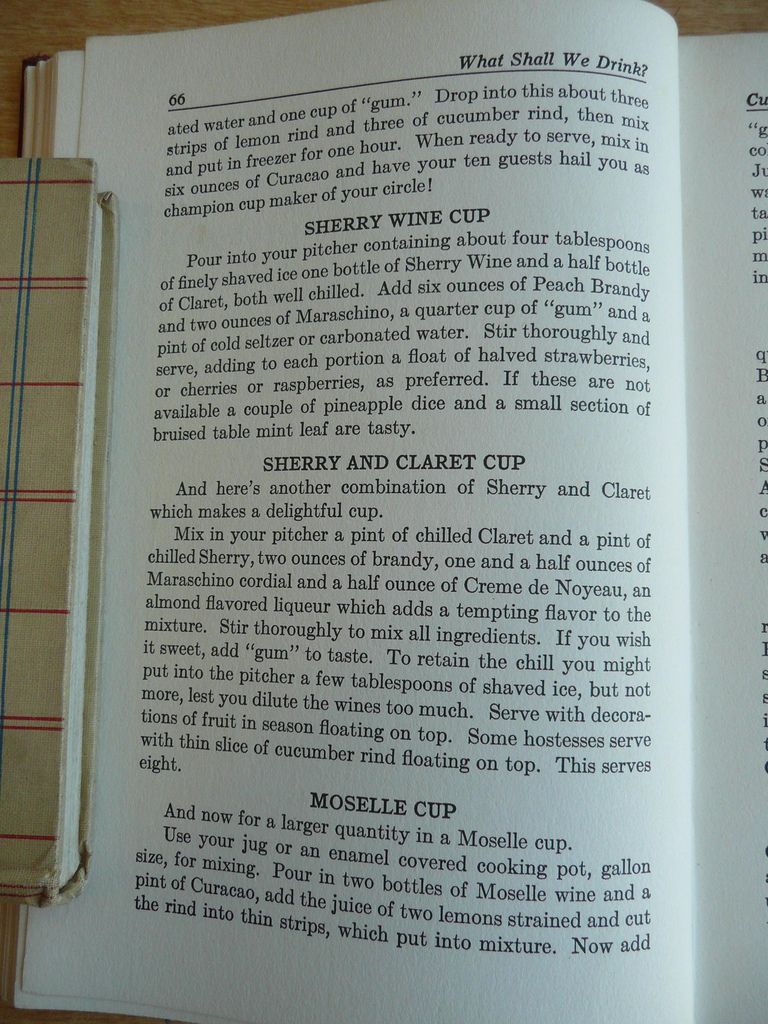 What Shall We Drink?
66
ated water and one cup of "gum." Drop into this about three
strips of lemon rind and three of cucumber rind, then mix
and put in freezer for one hour. When ready to serve, mix in
six ounces of Curacao and have your ten guests hail you as
champion cup maker of your circle!
SHERRY WINE CUP
Pour into your pitcher containing about four tablespoons
of finely shaved ice one bottle of Sherry Wine and a half bottle
of Claret, both well chilled. Add six ounces of Peach Brandy
and two ounces of Maraschino, a quarter cup of "gum" and a
pint of cold seltzer or carbonated water. Stir thoroughly and
serve, adding to each portion a float of halved strawberries,
or cherries or raspberries, as preferred. If these are not
available a couple of pineapple dice and a small section of
bruised table mint leaf are tasty.
SHERRY AND CLARET CUP
And here's another combination of Sherry and Claret
which makes a delightful cup.
Mix in your pitcher a pint of chilled Claret and a pint of
chilled Sherry, two ounces of brandy, one and a half ounces of
Maraschino cordial and a half ounce of Creme de Noyeau, an
almond flavored liqueur which adds a tempting flavor to the
mixture. Stir thoroughly to mix all ingredients. If you wish
it sweet, add "gum" to taste. To retain the chill you might
put into the pitcher a few tablespoons of shaved ice, but not
more, lest you dilute the wines too much. Serve with decora-
tions of fruit in season floating on top. Some hostesses serve
with thin slice of cucumber rind floating on top. This serves
eight.
MOSELLE CUP
And now for a larger quantity in a Moselle cup.
Use your jug or an enamel covered cooking pot, gallon
size, for mixing. Pour in two bottles of Moselle wine and a
pint of Curacao, add the juice of two lemons strained and cut
the rind into thin strips, which put into mixture. Now add